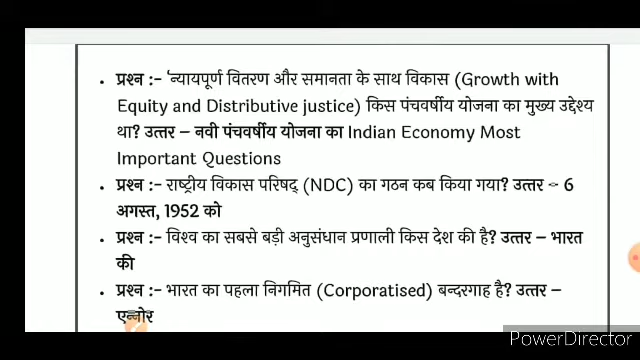 • प्रश्न :- 'न्यायपूर्ण वितरण और समानता के साथ विकास (Growth with
Equity and Distributive justice) किस पंचवर्षीय योजना का मुख्य उद्देश्य
था? उत्तर – नवी पंचवर्षीय योजना का Indian Economy Most
Important Questions
• प्रश्न :- राष्ट्रीय विकास परिषद् (NDC) का गठन कब किया गया? उत्तर – 6
अगस्त, 1952 को
• प्रश्न :- विश्व का सबसे बड़ी अनुसंधान प्रणाली किस देश की है? उत्तर – भारत
की
• प्रश्न :- भारत का पहला निगमित (Corporatised) बन्दरगाह है? उत्तर –
एन्नोर
PowerDirector